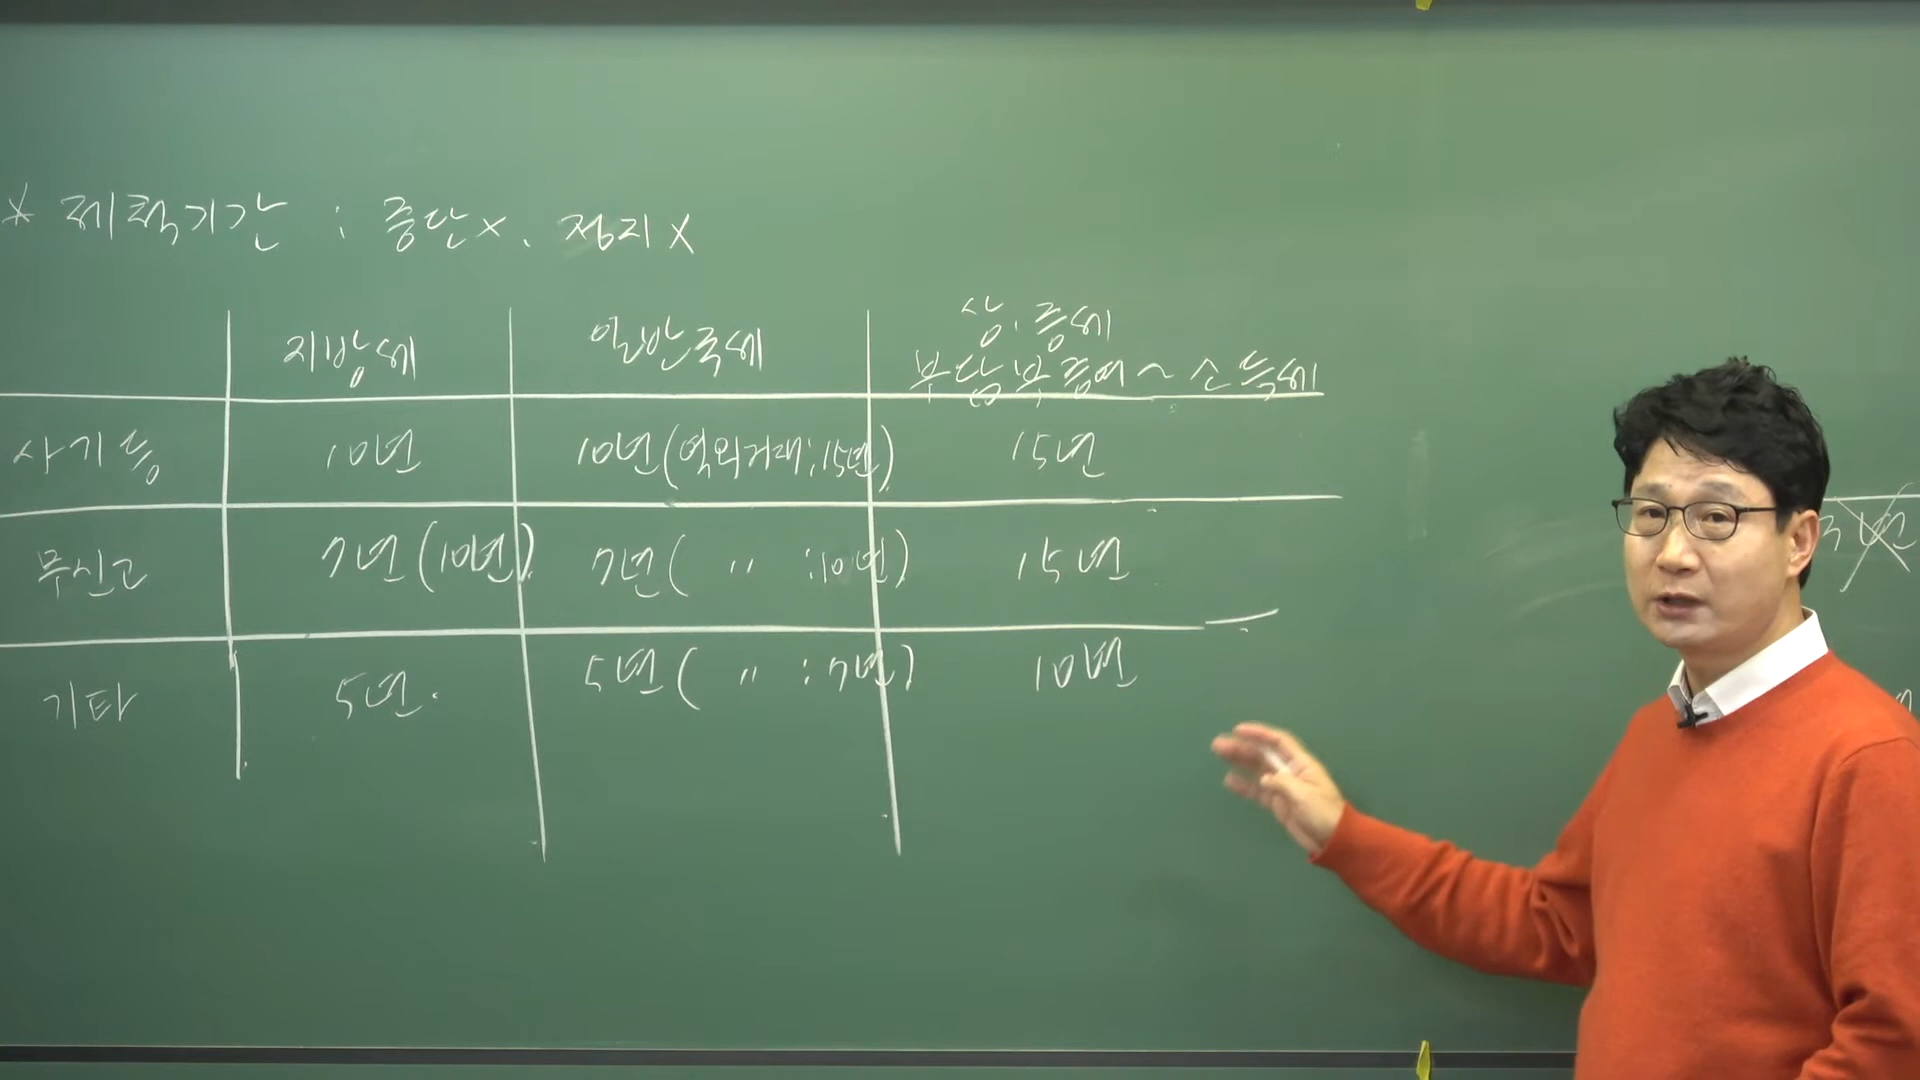 * 제척기간 : 중단x. 정지x
지방세 일반국세 상.증세
부담부증여~소득세
사기등 10년 10년(역외거래;15년) 15년
무신고 7년(10년) 7년( 〃 :10년) 15년
기타 5년. 5년( 〃 :7년) 10년